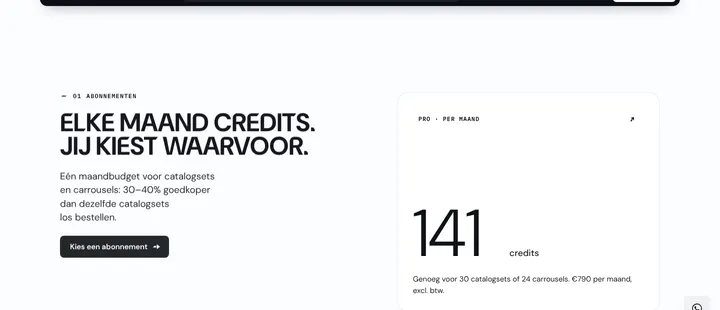 — 01 ABONNEMENTEN
ELKE MAAND CREDITS.
JIJ KIEST WAARVOOR.
Eén maandbudget voor catalogsets
en carrousels: 30–40% goedkoper
dan dezelfde catalogsets
los bestellen.
Kies een abonnement →
PRO · PER MAAND ↗
141 credits
Genoeg voor 30 catalogsets of 24 carrousels. €790 per maand,
excl. btw.